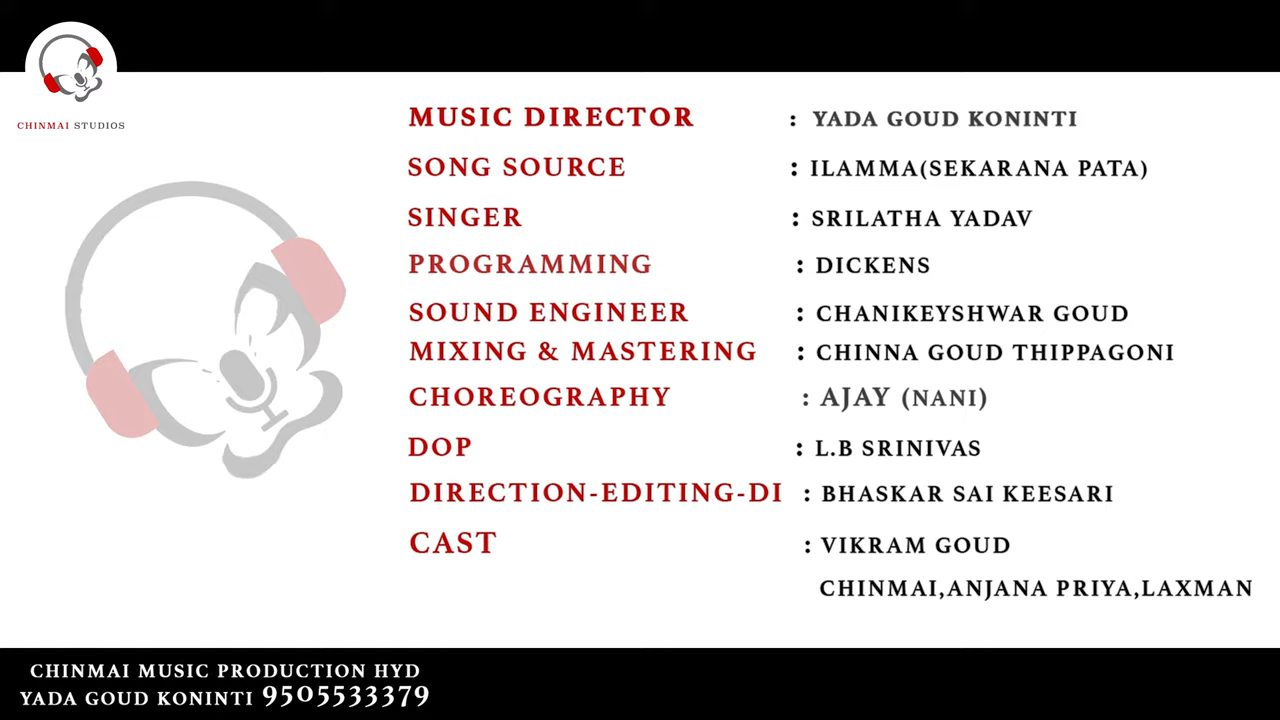 CHINMAI STUDIOS
MUSIC DIRECTOR : YADA GOUD KONINTI
SONG SOURCE : ILAMMA(SEKARANA PATA)
SINGER : SRILATHA YADAV
PROGRAMMING : DICKENS
SOUND ENGINEER : CHANIKEYSHWAR GOUD
MIXING & MASTERING : CHINNA GOUD THIPPAGONI
CHOREOGRAPHY : AJAY (NANI)
DOP : L.B SRINIVAS
DIRECTION-EDITING-DI : BHASKAR SAI KEESARI
CAST : VIKRAM GOUD
CHINMAI,ANJANA PRIYA,LAXMAN
CHINMAI MUSIC PRODUCTION HYD
YADA GOUD KONINTI 9505533379